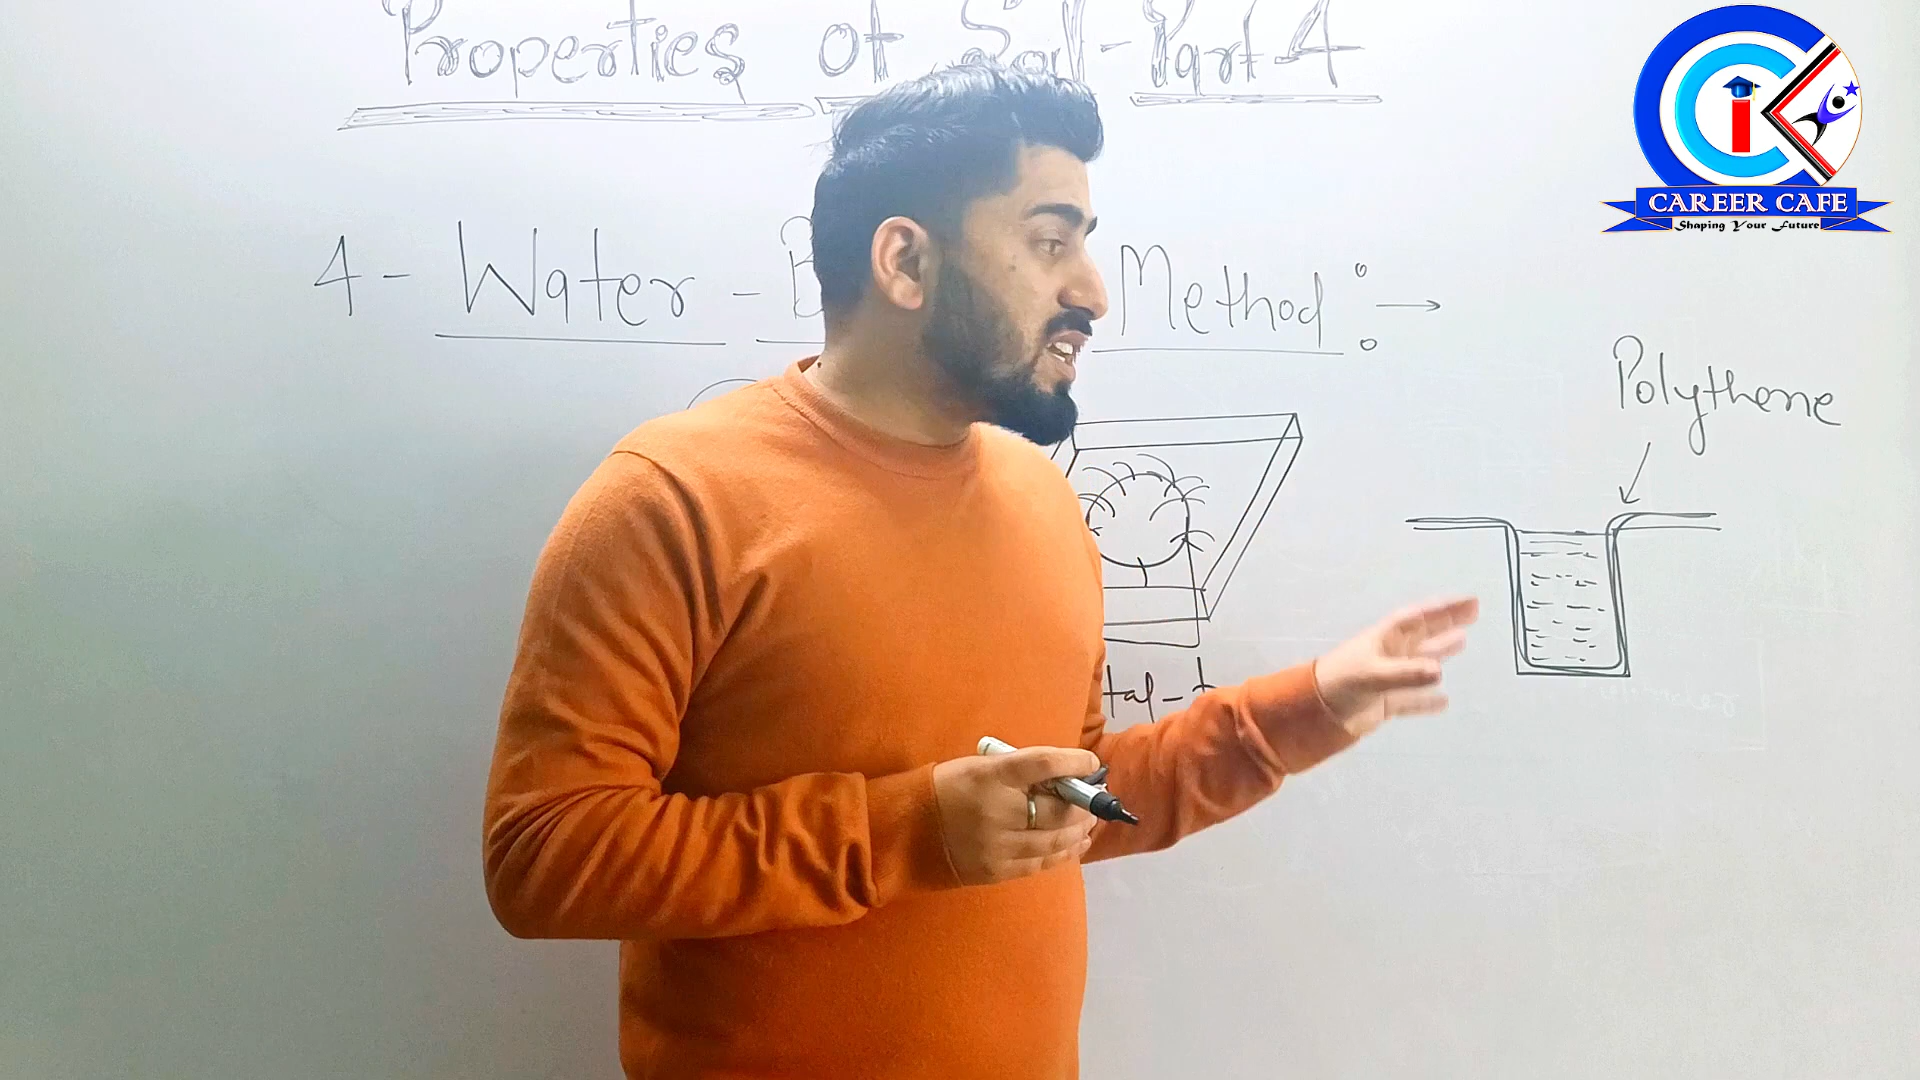 Properties of Soil - Part 4
CAREER CAFE
Shaping Your Future
4 - Water - Method : →
Polythene